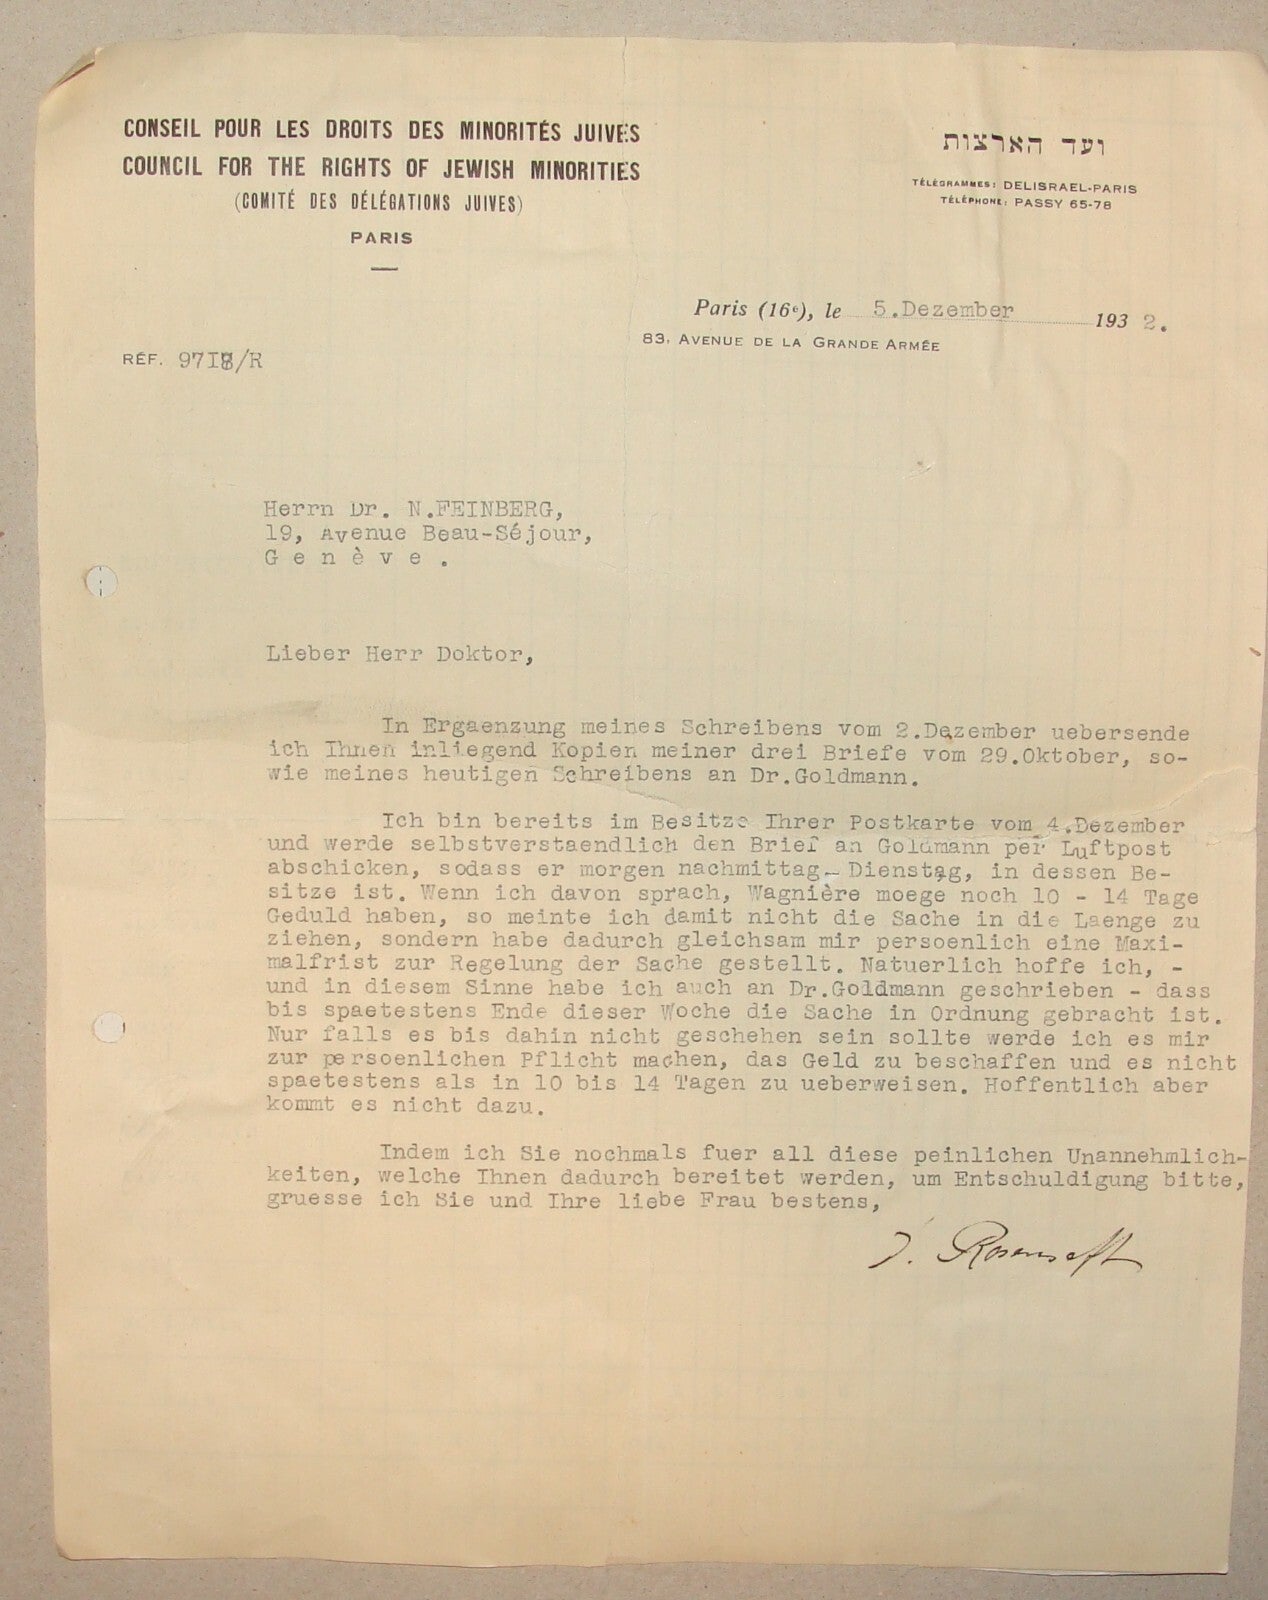 CONSEIL POUR LES DROITS DES MINORITÉS JUIVES
COUNCIL FOR THE RIGHTS OF JEWISH MINORITIES
(COMITÉ DES DÉLÉGATIONS JUIVES)
PARIS
ועד הארצות
TÉLÉGRAMMES: DELISRAEL-PARIS
TÉLÉPHONE: PASSY 65-78
Paris (16e), le 5.Dezember 1932.
83, AVENUE DE LA GRANDE ARMÉE
RÉF. 9718/R
Herrn Dr. N.FEINBERG,
19, Avenue Beau-Séjour,
G e n è v e .
Lieber Herr Doktor,
In Ergaenzung meines Schreibens vom 2.Dezember uebersende
ich Ihnen inliegend Kopien meiner drei Briefe vom 29.Oktober, so-
wie meines heutigen Schreibens an Dr.Goldmann.
Ich bin bereits im Besitze Ihrer Postkarte vom 4.Dezember
und werde selbstverstaendlich den Brief an Goldmann per Luftpost
abschicken, sodass er morgen nachmittag- Dienstag, in dessen Be-
sitze ist. Wenn ich davon sprach, Wagnière moege noch 10 - 14 Tage
Geduld haben, so meinte ich damit nicht die Sache in die Laenge zu
ziehen, sondern habe dadurch gleichsam mir persoenlich eine Maxi-
malfrist zur Regelung der Sache gestellt. Natuerlich hoffe ich, -
und in diesem Sinne habe ich auch an Dr.Goldmann geschrieben - dass
bis spaetestens Ende dieser Woche die Sache in Ordnung gebracht ist.
Nur falls es bis dahin nicht geschehen sein sollte werde ich es mir
zur persoenlichen Pflicht machen, das Geld zu beschaffen und es nicht
spaetestens als in 10 bis 14 Tagen zu ueberweisen. Hoffentlich aber
kommt es nicht dazu.
Indem ich Sie nochmals fuer all diese peinlichen Unannehmlich-
keiten, welche Ihnen dadurch bereitet werden, um Entschuldigung bitte,
gruesse ich Sie und Ihre liebe Frau bestens,
J. Rosensaft